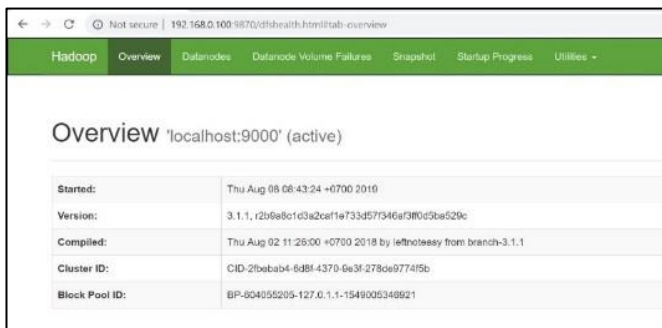 Not secure | 192.168.0.100:9870/dfshealth.html#tab-overview
Hadoop Overview Datanodes Datanode Volume Failures Snapshot Startup Progress Utilities
Overview 'localhost:9000' (active)
Started: Thu Aug 08 08:43:24 +0700 2019
Version: 3.1.1, r2b9a8c1d3a2caf1e733d57f346af3ff0d5ba529c
Compiled: Thu Aug 02 11:26:00 +0700 2018 by leftnoteasy from branch-3.1.1
Cluster ID: CID-2fbebab4-6d8f-4370-9e3f-278de9774f5b
Block Pool ID: BP-604055205-127.0.1.1-1549005346921